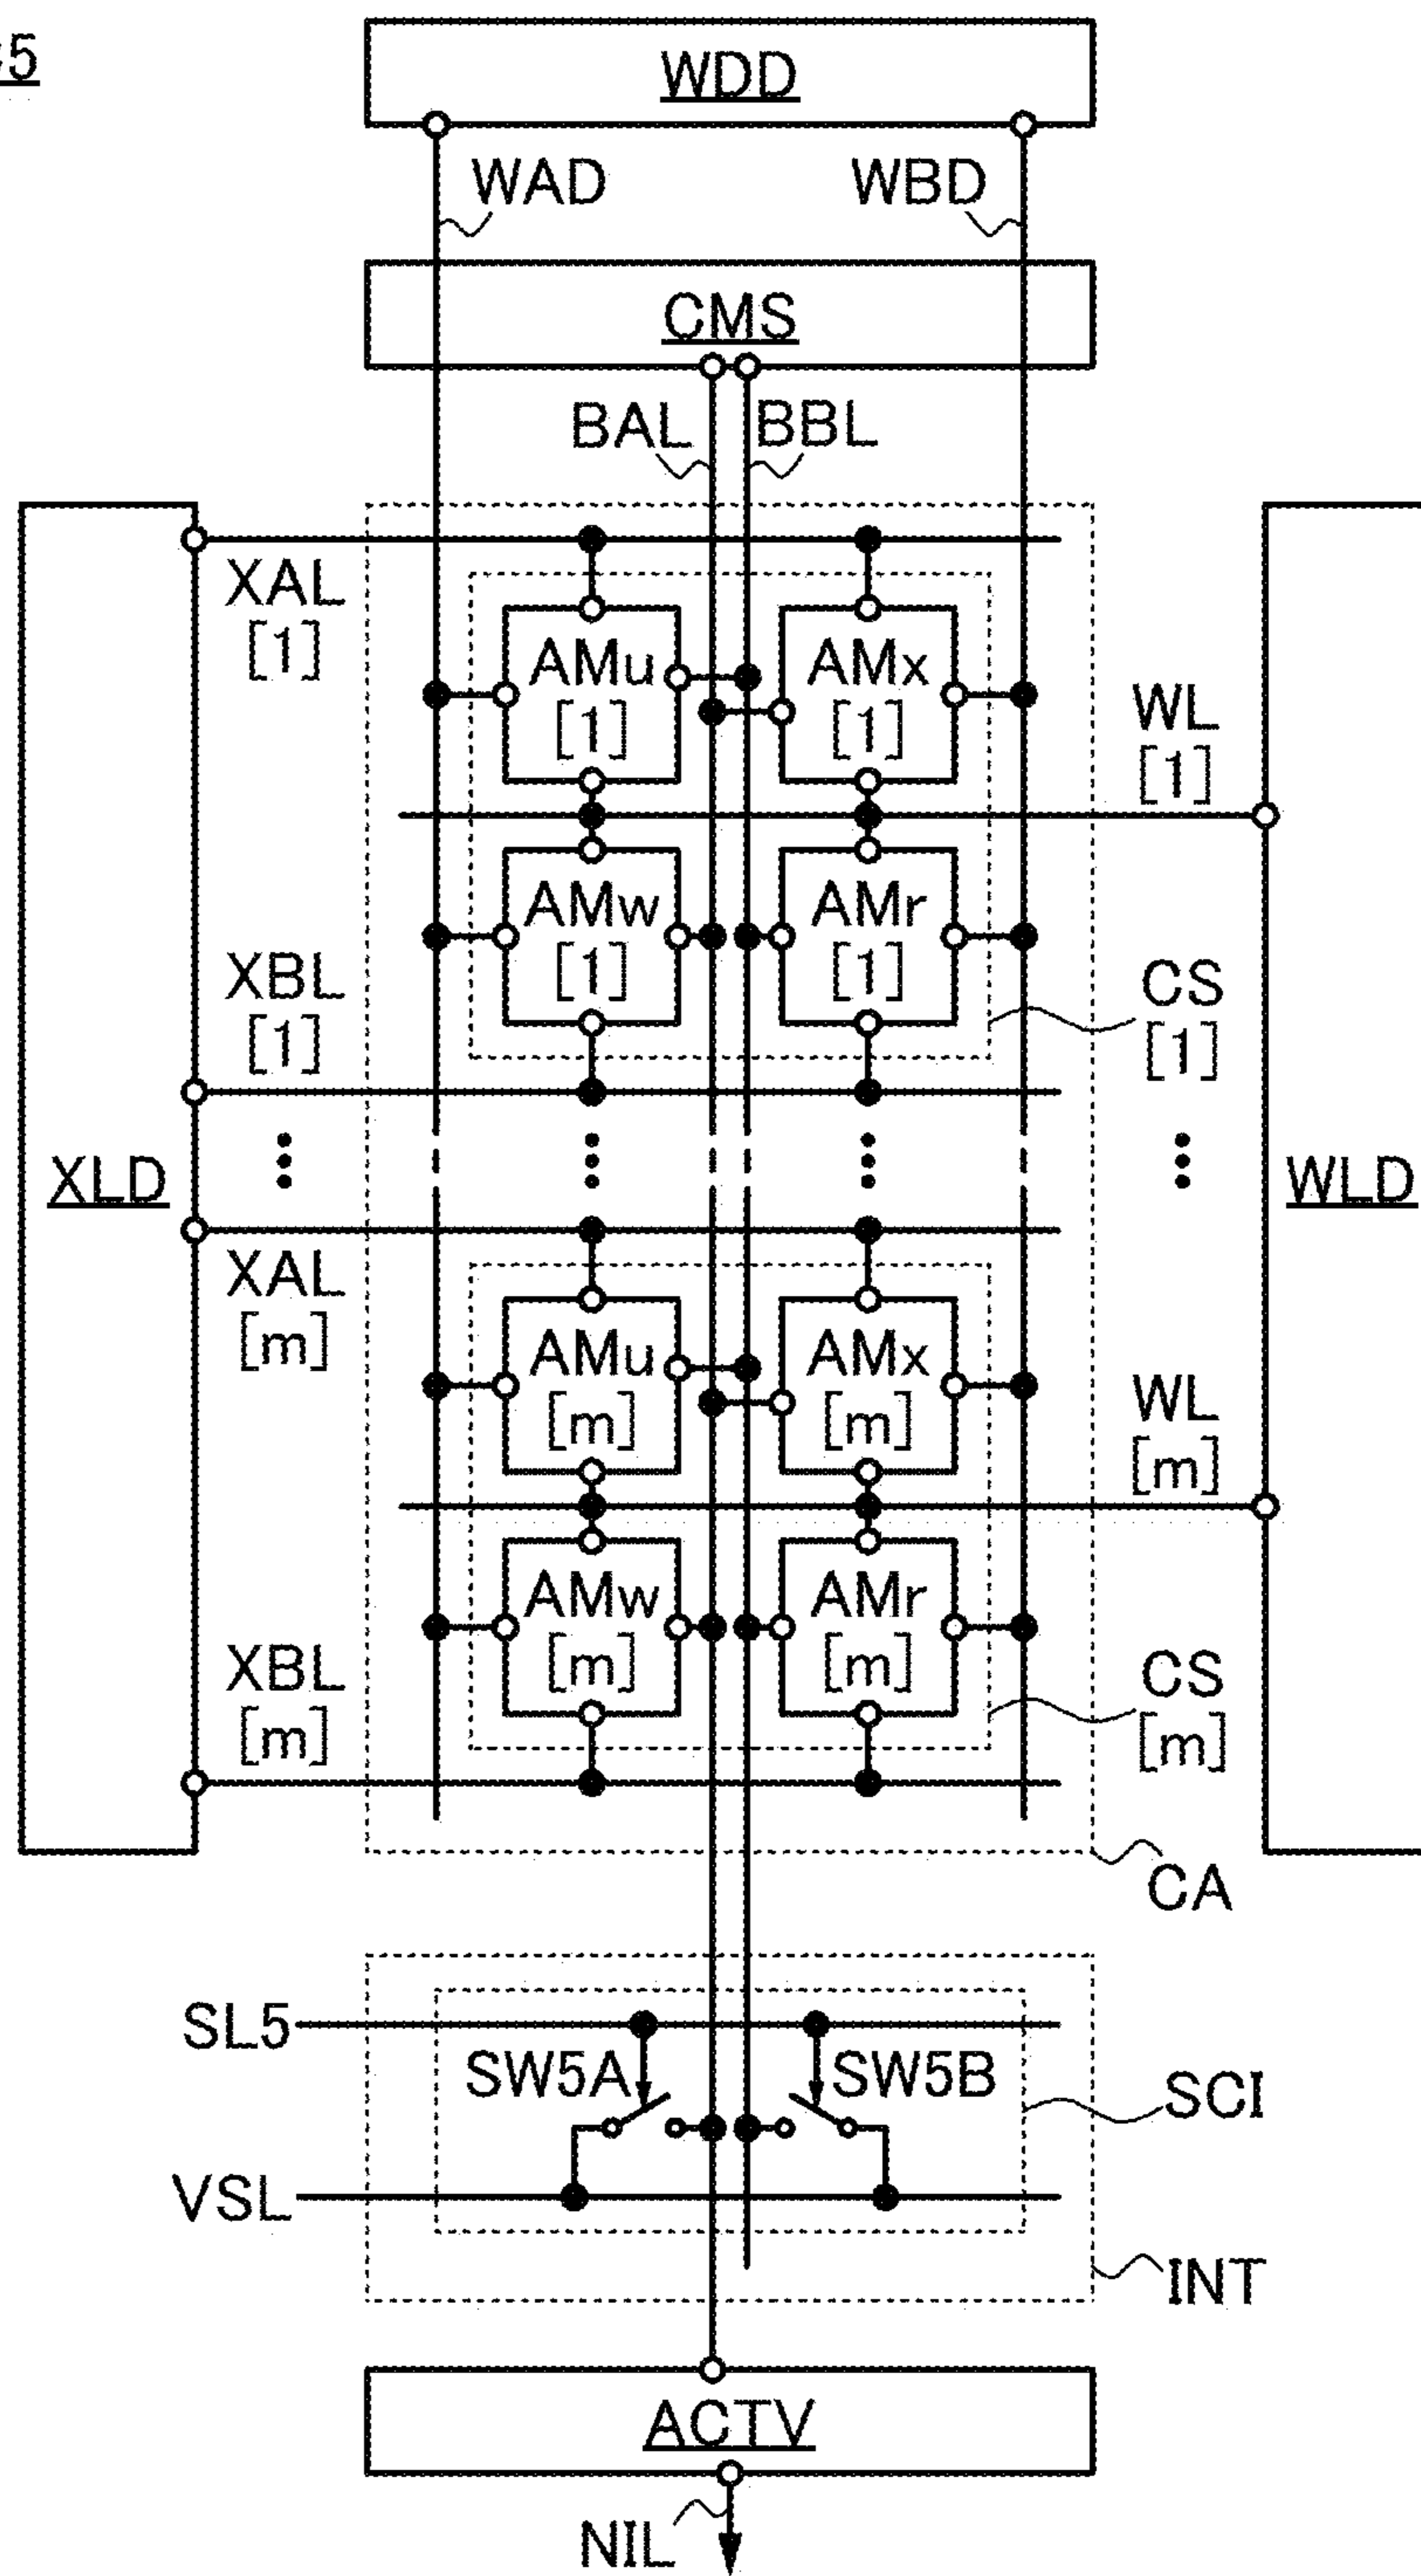 5
WDD
WAD WBD
CMS
BAL BBL
XAL
[1]
AMu
[1]
AMx
[1]
WL
[1]
AMw
[1]
AMr
[1]
XBL
[1]
CS
[1]
XLD
WLD
XAL
[m]
AMu
[m]
AMx
[m]
WL
[m]
AMw
[m]
AMr
[m]
XBL
[m]
CS
[m]
CA
SL5
SW5A SW5B
SCI
VSL
INT
ACTV
NIL